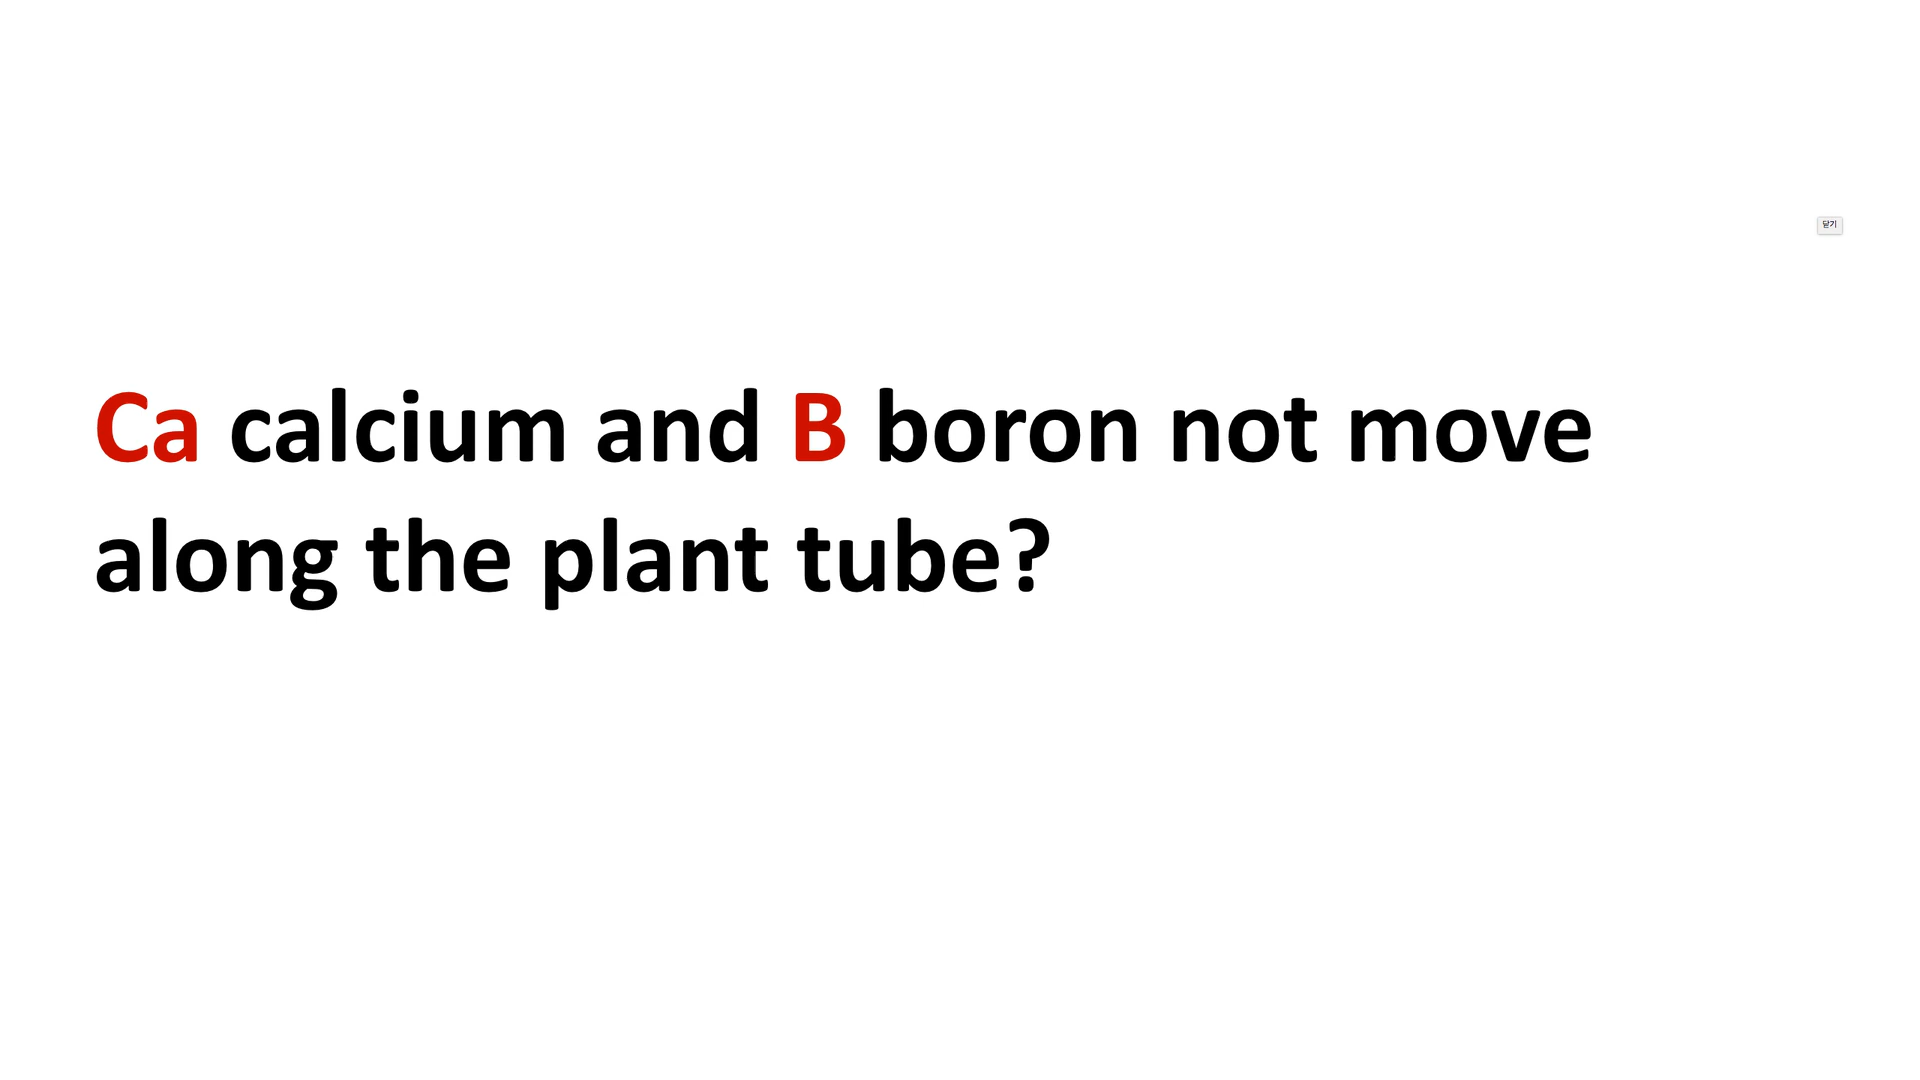 닫기
Ca calcium and B boron not move
along the plant tube?